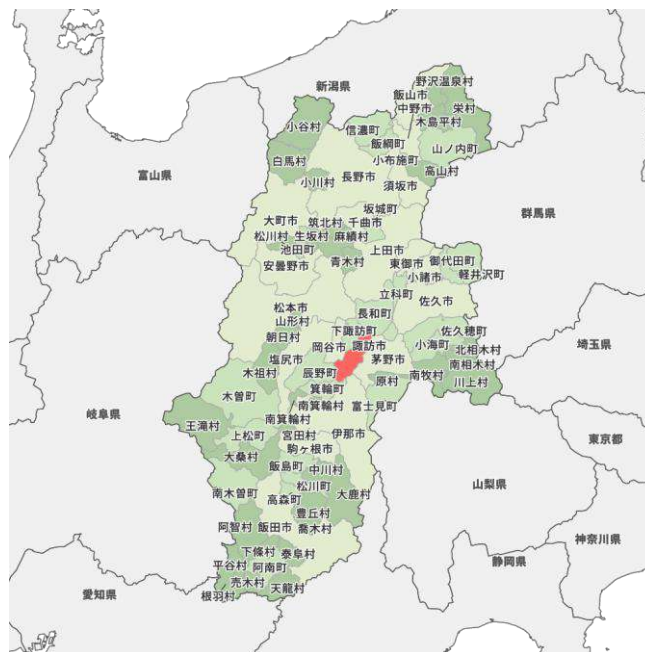 新潟県
野沢温泉村
飯山市
中野市
栄村
木島平村
小谷村
信濃町
飯綱町
山ノ内町
白馬村
小布施町
高山村
小川村
長野市
須坂市
富山県
群馬県
坂城町
大町市
筑北村
千曲市
松川村
生坂村
麻績村
池田町
上田市
安曇野市
青木村
東御市
御代田町
小諸市
軽井沢町
立科町
佐久市
松本市
長和町
山形村
下諏訪町
朝日村
岡谷市
諏訪市
佐久穂町
小海町
北相木村
埼玉県
塩尻市
茅野市
南相木村
木祖村
辰野町
原村
南牧村
川上村
箕輪町
木曽町
南箕輪村
富士見町
岐阜県
王滝村
南箕輪村
上松町
宮田村
伊那市
東京都
駒ヶ根市
大桑村
飯島町
中川村
松川町
山梨県
南木曽町
高森町
大鹿村
豊丘村
阿智村
飯田市
喬木村
神奈川県
下條村
泰阜村
静岡県
平谷村
阿南町
売木村
天龍村
愛知県
根羽村